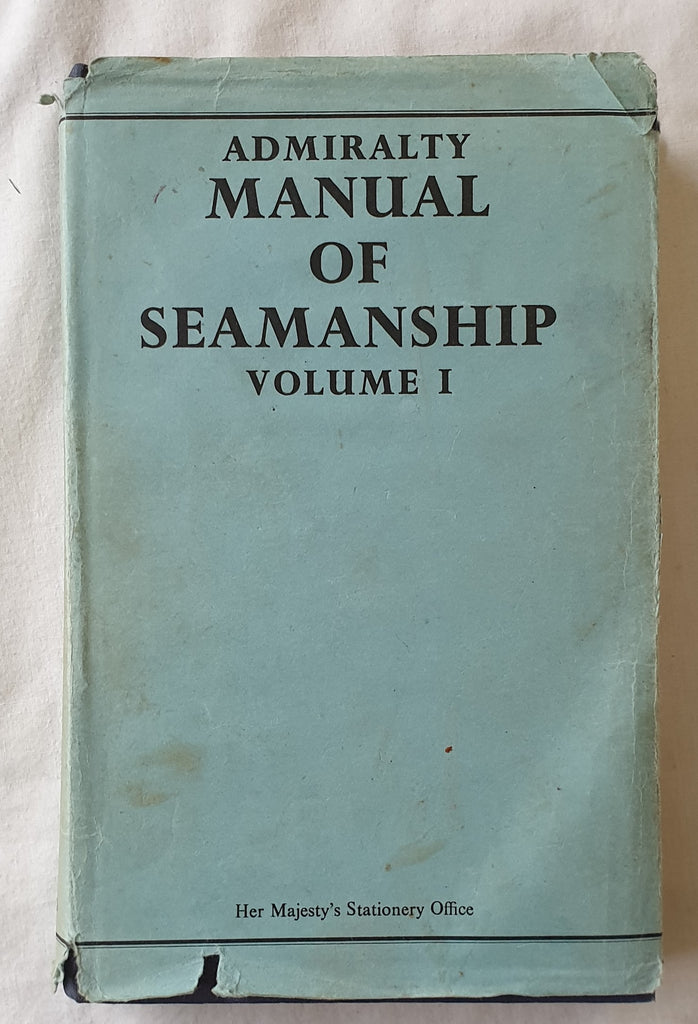 ADMIRALTY
MANUAL
OF
SEAMANSHIP
VOLUME I
Her Majesty's Stationery Office